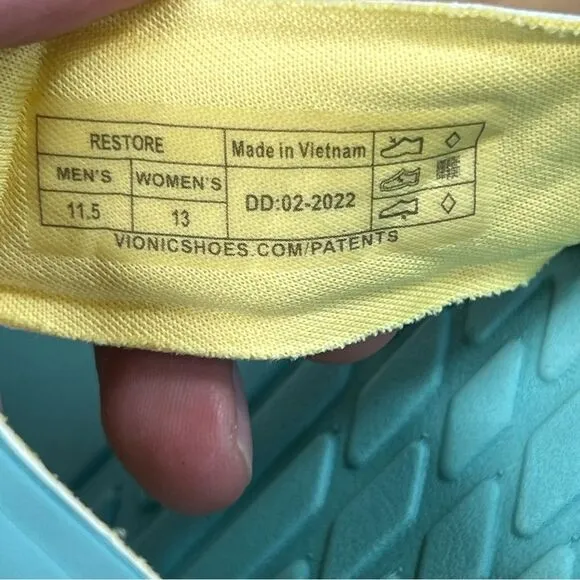 RESTORE
Made in Vietnam
MEN'S WOMEN'S
11.5 13
DD:02-2022
VIONICSHOES.COM/PATENTS